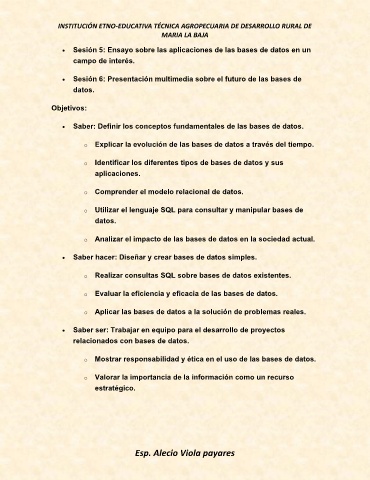 INSTITUCIÓN ETNO-EDUCATIVA TÉCNICA AGROPECUARIA DE DESARROLLO RURAL DE
MARIA LA BAJA
• Sesión 5: Ensayo sobre las aplicaciones de las bases de datos en un
campo de interés.
• Sesión 6: Presentación multimedia sobre el futuro de las bases de
datos.
Objetivos:
• Saber: Definir los conceptos fundamentales de las bases de datos.
o Explicar la evolución de las bases de datos a través del tiempo.
o Identificar los diferentes tipos de bases de datos y sus
aplicaciones.
o Comprender el modelo relacional de datos.
o Utilizar el lenguaje SQL para consultar y manipular bases de
datos.
o Analizar el impacto de las bases de datos en la sociedad actual.
• Saber hacer: Diseñar y crear bases de datos simples.
o Realizar consultas SQL sobre bases de datos existentes.
o Evaluar la eficiencia y eficacia de las bases de datos.
o Aplicar las bases de datos a la solución de problemas reales.
• Saber ser: Trabajar en equipo para el desarrollo de proyectos
relacionados con bases de datos.
o Mostrar responsabilidad y ética en el uso de las bases de datos.
o Valorar la importancia de la información como un recurso
estratégico.
Esp. Alecio Viola payares